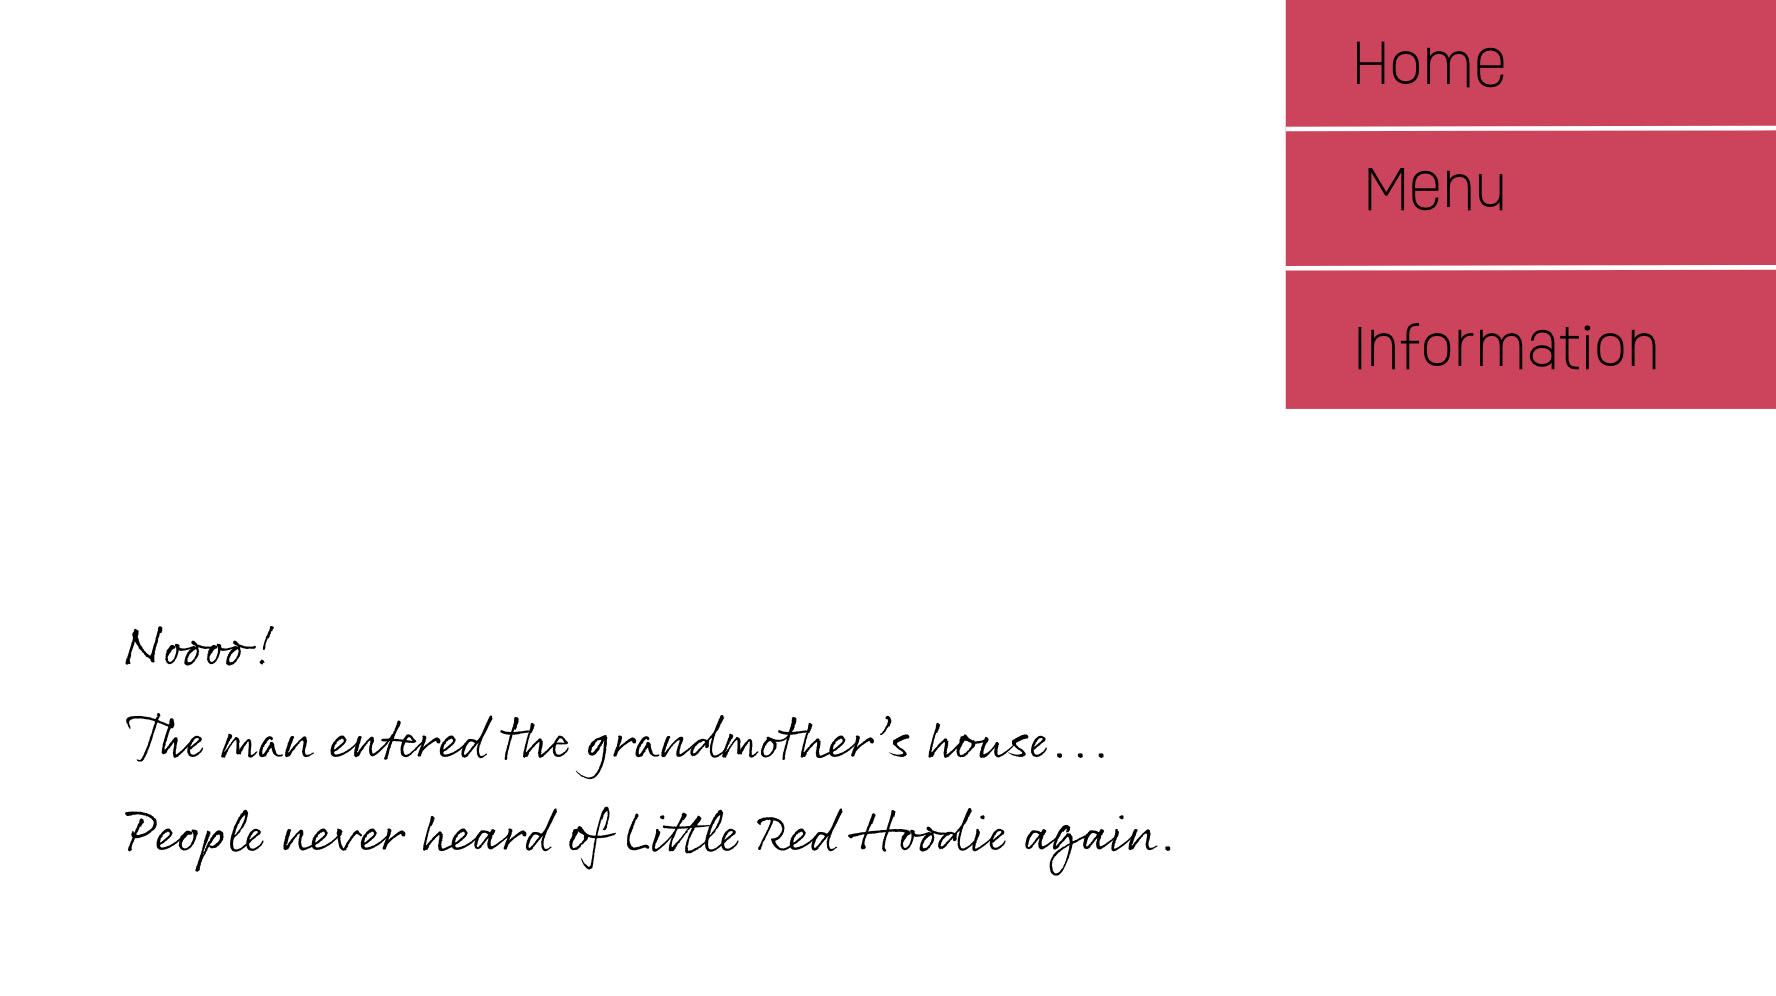 Home
Menu
Information
Noooo!
The man entered the grandmother's house...
People never heard of Little Red Hoodie again.